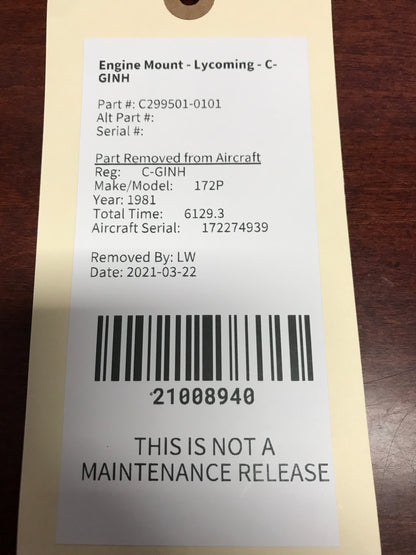 Engine Mount - Lycoming - C-
GINH
Part #: C299501-0101
Alt Part #:
Serial #:
Part Removed from Aircraft
Reg: C-GINH
Make/Model: 172P
Year: 1981
Total Time: 6129.3
Aircraft Serial: 172274939
Removed By: LW
Date: 2021-03-22
21008940
THIS IS NOT A
MAINTENANCE RELEASE